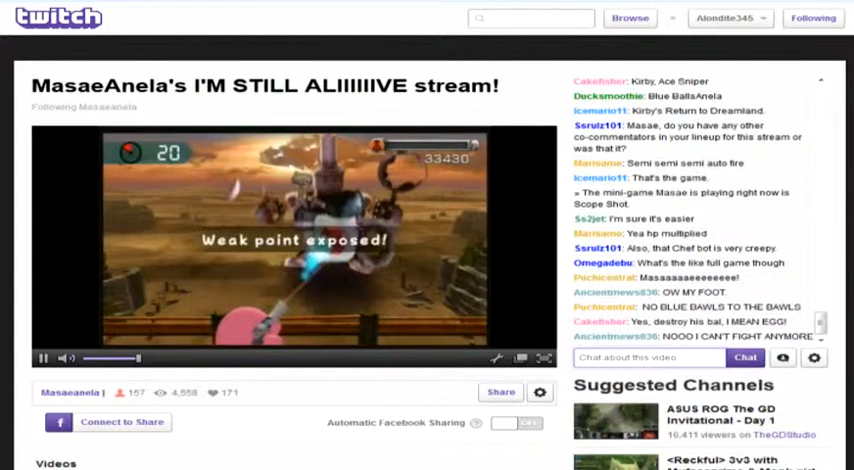 twitch
Browse
Alondite345
Following
MasaeAnela's I'M STILL ALIIIIIIVE stream!
Following Masaeanela
20
33430
Weak point exposed!
Cakefisher: Kirby, Ace Sniper
Ducksmoothie: Blue BallsAnela
Icemario11: Kirby's Return to Dreamland.
Ssrulz101: Masae, do you have any other
co-commentators in your lineup for this stream or
was that it?
Marisame: Semi semi semi auto fire
Icemario11: That's the game.
» The mini-game Masae is playing right now is
Scope Shot.
Ss2jet: I'm sure it's easier
Marisame: Yea hp multiplied
Ssrulz101: Also, that Chef bot is very creepy.
Omegadebu: What's the like full game though
Puchicentral: Masaaaaaeeeeeee!
Ancientmews836: OW MY FOOT.
Puchicentral: NO BLUE BAWLS TO THE BAWLS
Cakefisher: Yes, destroy his bal, I MEAN EGG!
Ancientmews836: NOOO I CAN'T FIGHT ANYMORE
Chat about this video
Chat
Masaeanela |
157
4,558
171
Share
f Connect to Share
Automatic Facebook Sharing
?
OFF
Videos
Suggested Channels
ASUS ROG The GD
Invitational - Day 1
16,411 viewers on TheGDStudio
<Reckful> 3v3 with